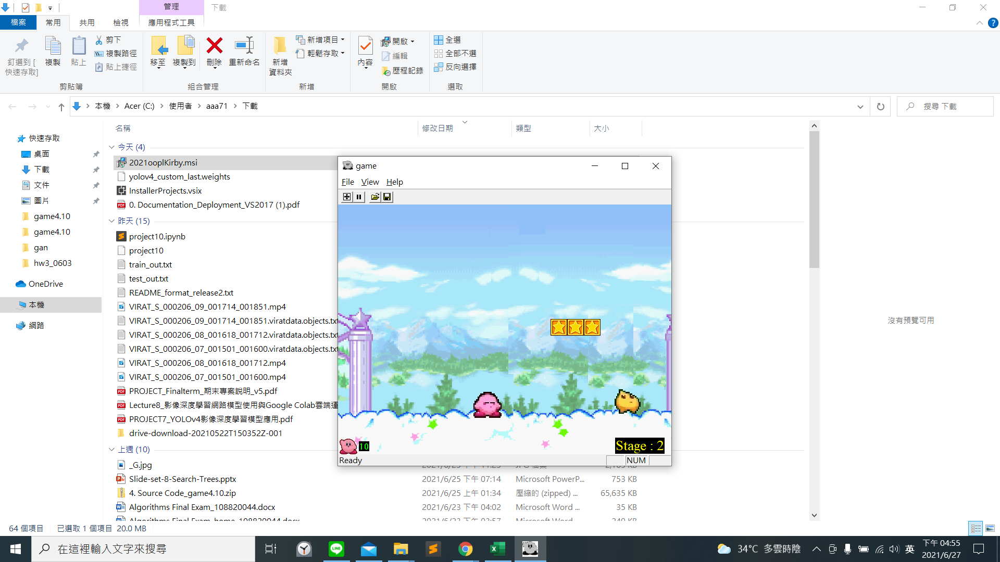 管理
下載
檔案
常用
共用
檢視
應用程式工具
釘選到 [
快速存取]
複製
貼上
剪下
複製路徑
貼上捷徑
剪貼簿
移至
複製到
刪除
重新命名
組合管理
新增
資料夾
新增項目
輕鬆存取
新增
內容
開啟
編輯
歷程記錄
開啟
全選
全部不選
反向選擇
選取
本機
Acer (C:)
使用者
aaa71
下載
搜尋 下載
名稱
修改日期
類型
大小
快速存取
桌面
下載
文件
圖片
game4.10
game4.10
gan
hw3_0603
OneDrive
本機
網路
今天 (4)
2021ooplKirby.msi
yolov4_custom_last.weights
InstallerProjects.vsix
0. Documentation_Deployment_VS2017 (1).pdf
昨天 (15)
project10.ipynb
project10
train_out.txt
test_out.txt
README_format_release2.txt
VIRAT_S_000206_09_001714_001851.mp4
VIRAT_S_000206_09_001714_001851.viratdata.objects.txt
VIRAT_S_000206_08_001618_001712.viratdata.objects.txt
VIRAT_S_000206_07_001501_001600.viratdata.objects.txt
VIRAT_S_000206_08_001618_001712.mp4
VIRAT_S_000206_07_001501_001600.mp4
PROJECT_Finalterm_期末專案說明_v5.pdf
Lecture8_影像深度學習網路模型使用與Google Colab雲端運
PROJECT7_YOLOv4影像深度學習模型應用.pdf
drive-download-20210522T150352Z-001
上週 (10)
_G.jpg
Slide-set-8-Search-Trees.pptx 2021/6/25 下午 07:14 Microsoft PowerP... 753 KB
4. Source Code_game4.10.zip 2021/6/25 上午 01:34 壓縮的 (zipped) ... 65,635 KB
Algorithms Final Exam_108820044.docx 2021/6/23 下午 04:02 Microsoft Word ... 35 KB
Algorithms Final Exam_home_108820044.docx
game
File View Help
10
Stage : 2
Ready
NUM
沒有預覽可用
64 個項目
已選取 1 個項目 20.0 MB
在這裡輸入文字來搜尋
LINE
34°C 多雲時陰
英
下午 04:55
2021/6/27